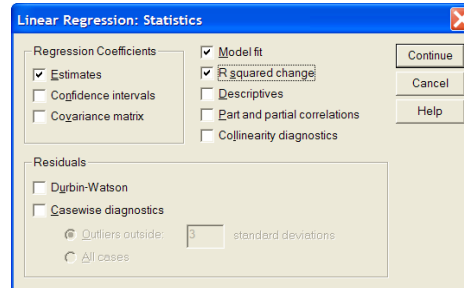 Linear Regression: Statistics
Regression Coefficients
Estimates
Confidence intervals
Covariance matrix
Model fit
R squared change
Descriptives
Part and partial correlations
Collinearity diagnostics
Continue
Cancel
Help
Residuals
Durbin-Watson
Casewise diagnostics
Outliers outside: 3 standard deviations
All cases